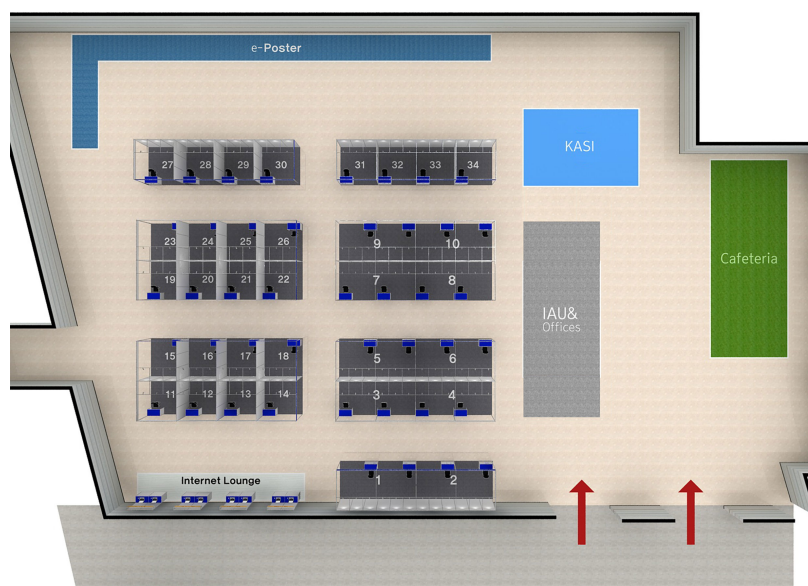 e-Poster
27 28 29 30
31 32 33 34
KASI
23 24 25 26
9 10
19 20 21 22
7 8
Cafeteria
IAU&
Offices
15 16 17 18
5 6
11 12 13 14
3 4
Internet Lounge
1 2